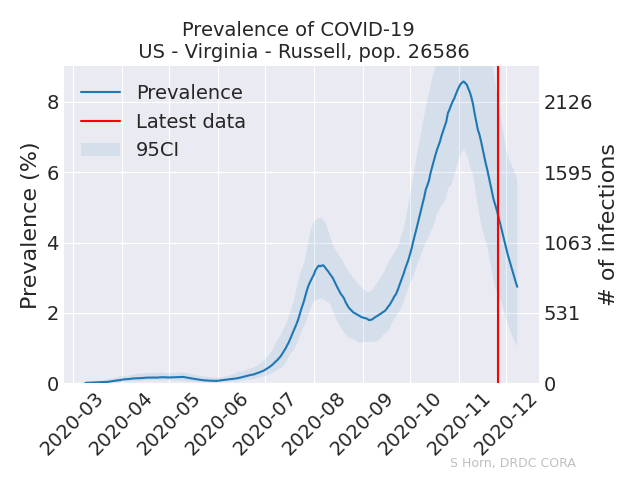 Prevalence of COVID-19
US - Virginia - Russell, pop. 26586
Prevalence
Latest data
95CI
Prevalence (%)
8
6
4
2
0
2126
1595
1063
531
0
# of infections
2020-03
2020-04
2020-05
2020-06
2020-07
2020-08
2020-09
2020-10
2020-11
2020-12
S Horn, DRDC CORA